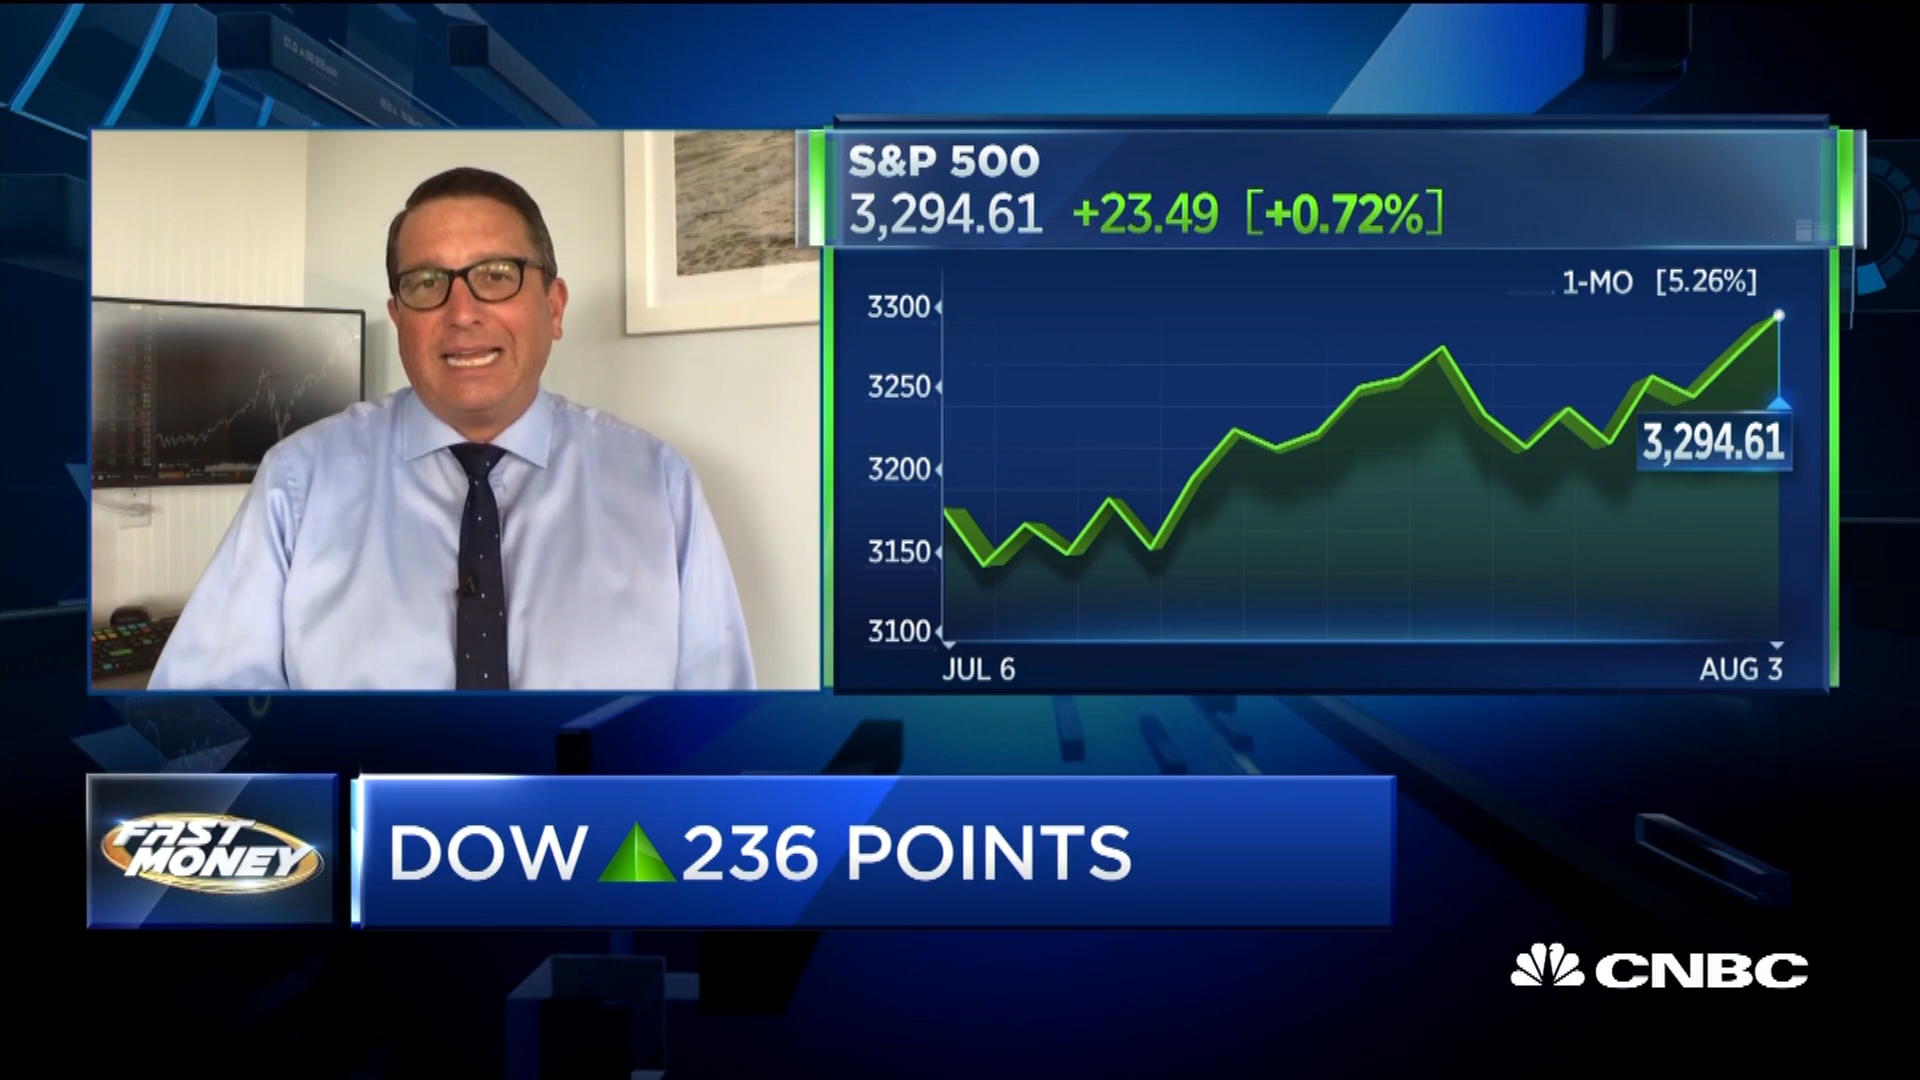 S&P 500
3,294.61 +23.49 [+0.72%]
1-MO [5.26%]
3300
3250
3200
3150
3100
3,294.61
JUL 6 AUG 3
FAST
MONEY
DOW ▲ 236 POINTS
CNBC